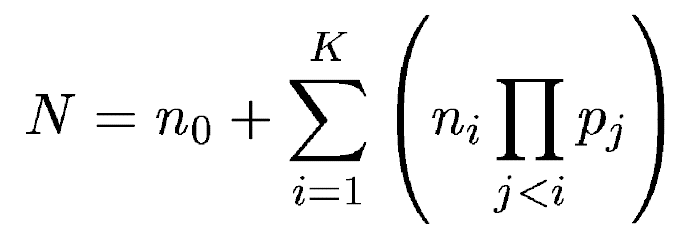 N = n_0 + \sum_{i=1}^{K} \left( n_i \prod_{j<i} p_j \right)